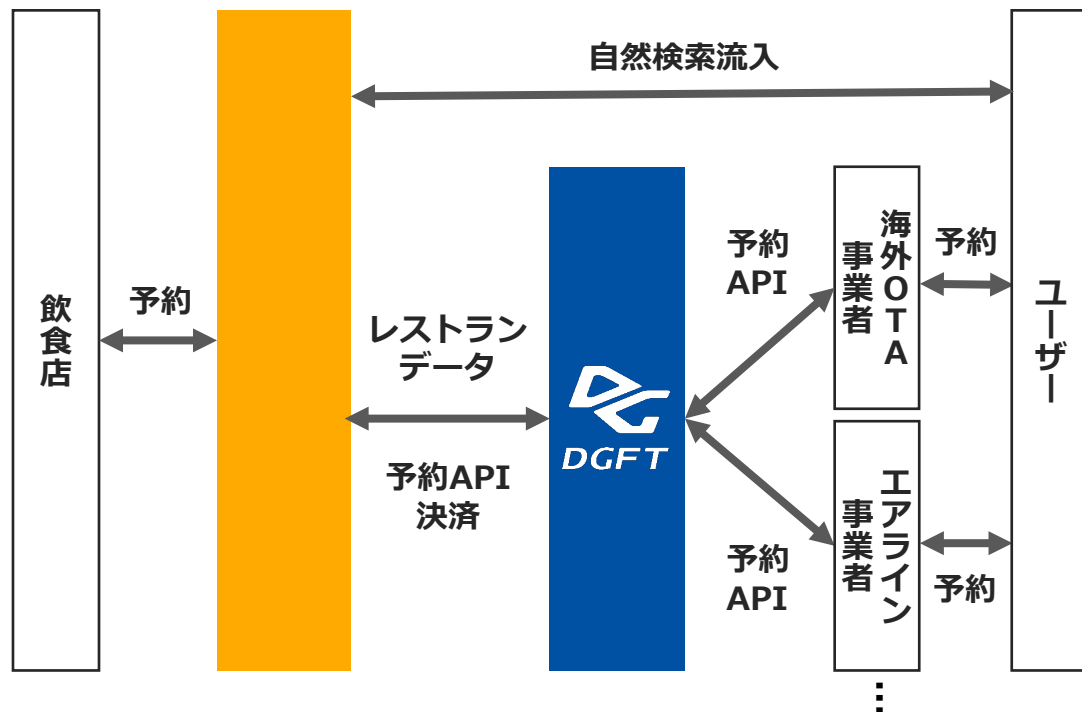 自然検索流入
飲食店
予約
レストラン
データ
予約API
決済
DGFT
予約
API
予約
API
海外OTA
事業者
エアライン
事業者
⋮
予約
予約
ユーザー